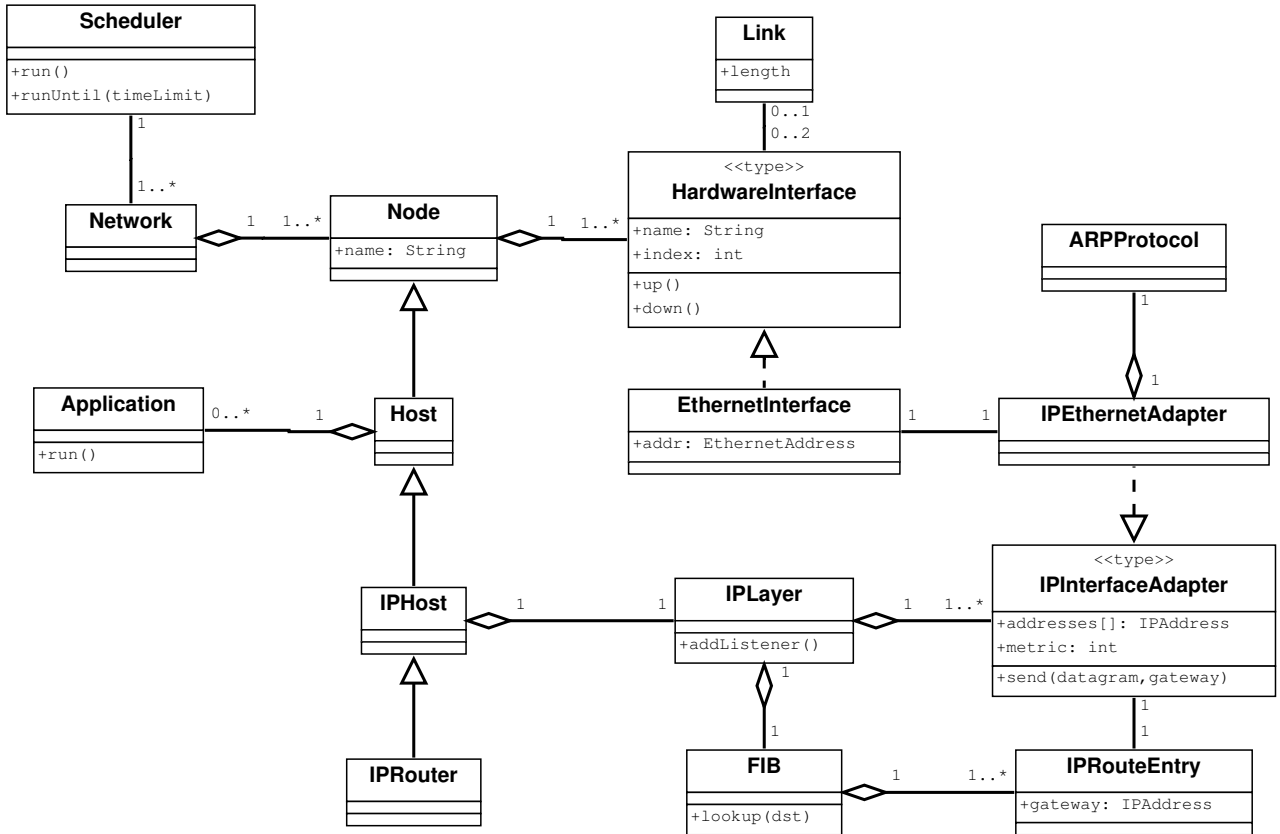 Scheduler
+run()
+runUntil(timeLimit)
1
1..*
Link
+length
0..1
0..2
<<type>>
HardwareInterface
+name: String
+index: int
+up()
+down()
Network
1
1..*
Node
+name: String
1
1..*
ARPProtocol
1
1
Application
+run()
0..*
1
Host
EthernetInterface
+addr: EthernetAddress
1
1
IPEthernetAdapter
IPHost
1
1
IPLayer
+addListener()
1
1..*
<<type>>
IPInterfaceAdapter
+addresses[]: IPAddress
+metric: int
+send(datagram,gateway)
1
1
1
1
IPRouter
FIB
+lookup(dst)
1
1..*
IPRouteEntry
+gateway: IPAddress